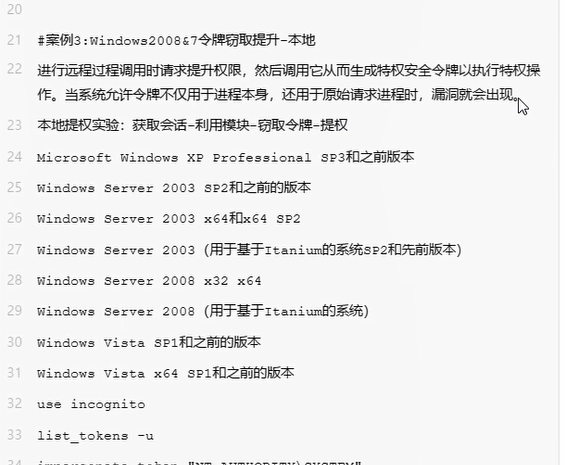 20
21 #案例3:Windows2008&7令牌窃取提升-本地
22 进行远程过程调用时请求提升权限，然后调用它从而生成特权安全令牌以执行特权操
作。当系统允许令牌不仅用于进程本身，还用于原始请求进程时，漏洞就会出现。
23 本地提权实验：获取会话-利用模块-窃取令牌-提权
24 Microsoft Windows XP Professional SP3和之前版本
25 Windows Server 2003 SP2和之前的版本
26 Windows Server 2003 x64和x64 SP2
27 Windows Server 2003（用于基于Itanium的系统SP2和先前版本）
28 Windows Server 2008 x32 x64
29 Windows Server 2008（用于基于Itanium的系统）
30 Windows Vista SP1和之前的版本
31 Windows Vista x64 SP1和之前的版本
32 use incognito
33 list_tokens -u